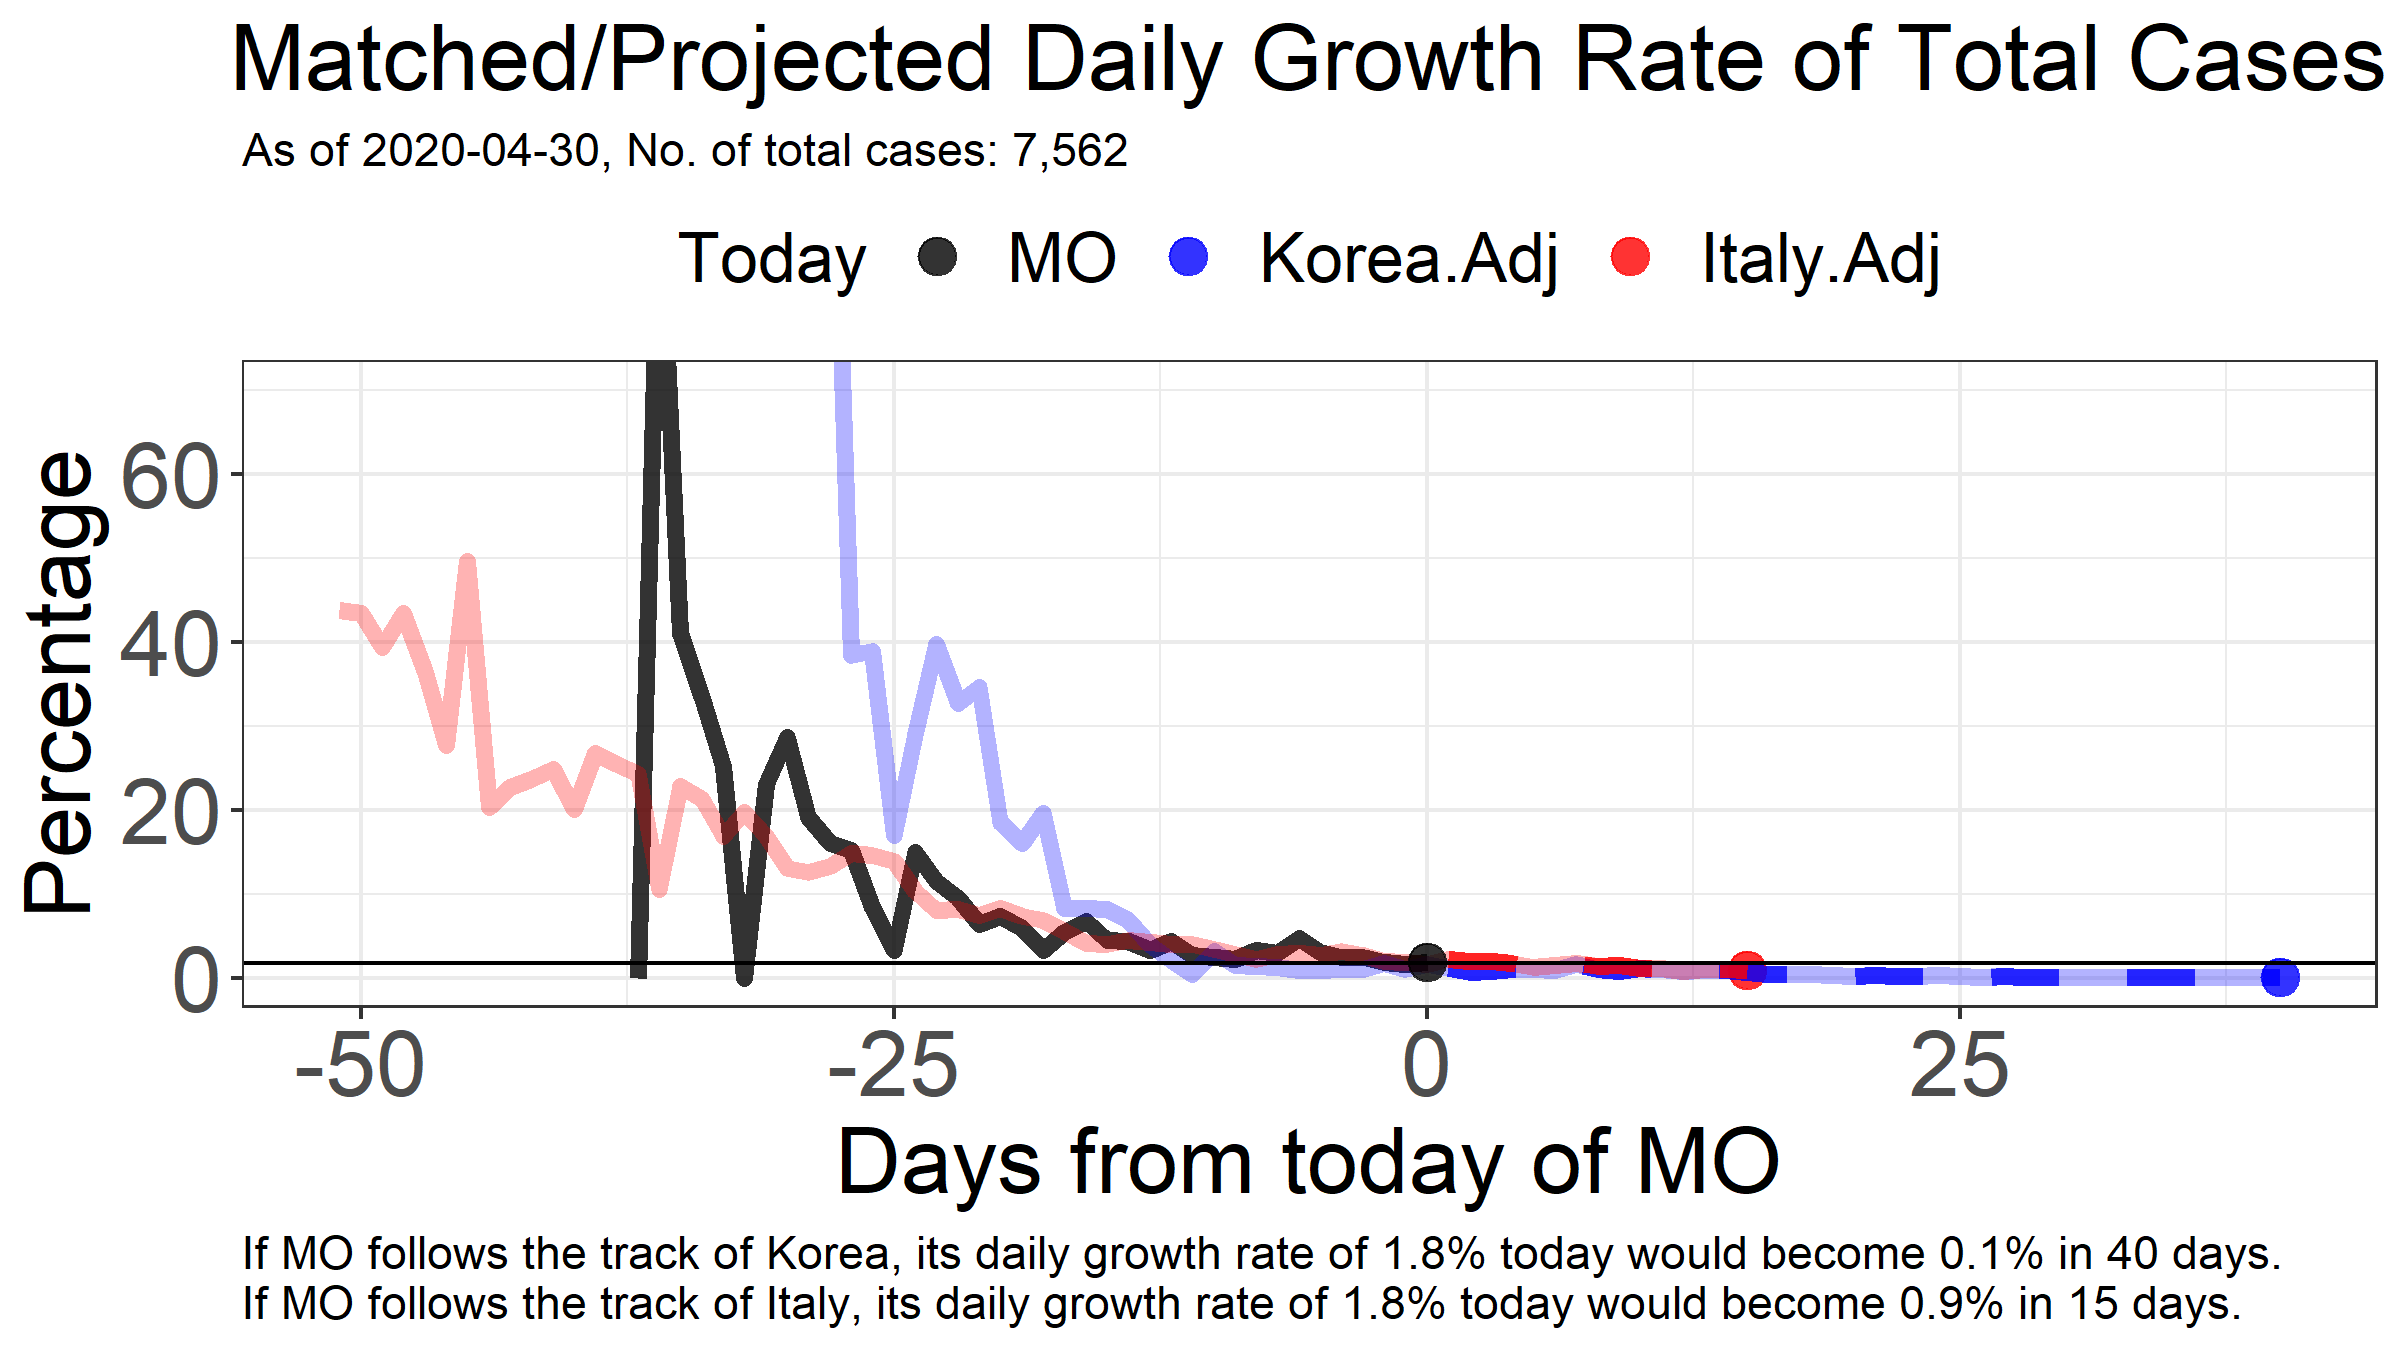 Matched/Projected Daily Growth Rate of Total Cases
As of 2020-04-30, No. of total cases: 7,562
Today MO Korea.Adj Italy.Adj
Percentage
60
40
20
0
-50 -25 0 25
Days from today of MO
If MO follows the track of Korea, its daily growth rate of 1.8% today would become 0.1% in 40 days.
If MO follows the track of Italy, its daily growth rate of 1.8% today would become 0.9% in 15 days.